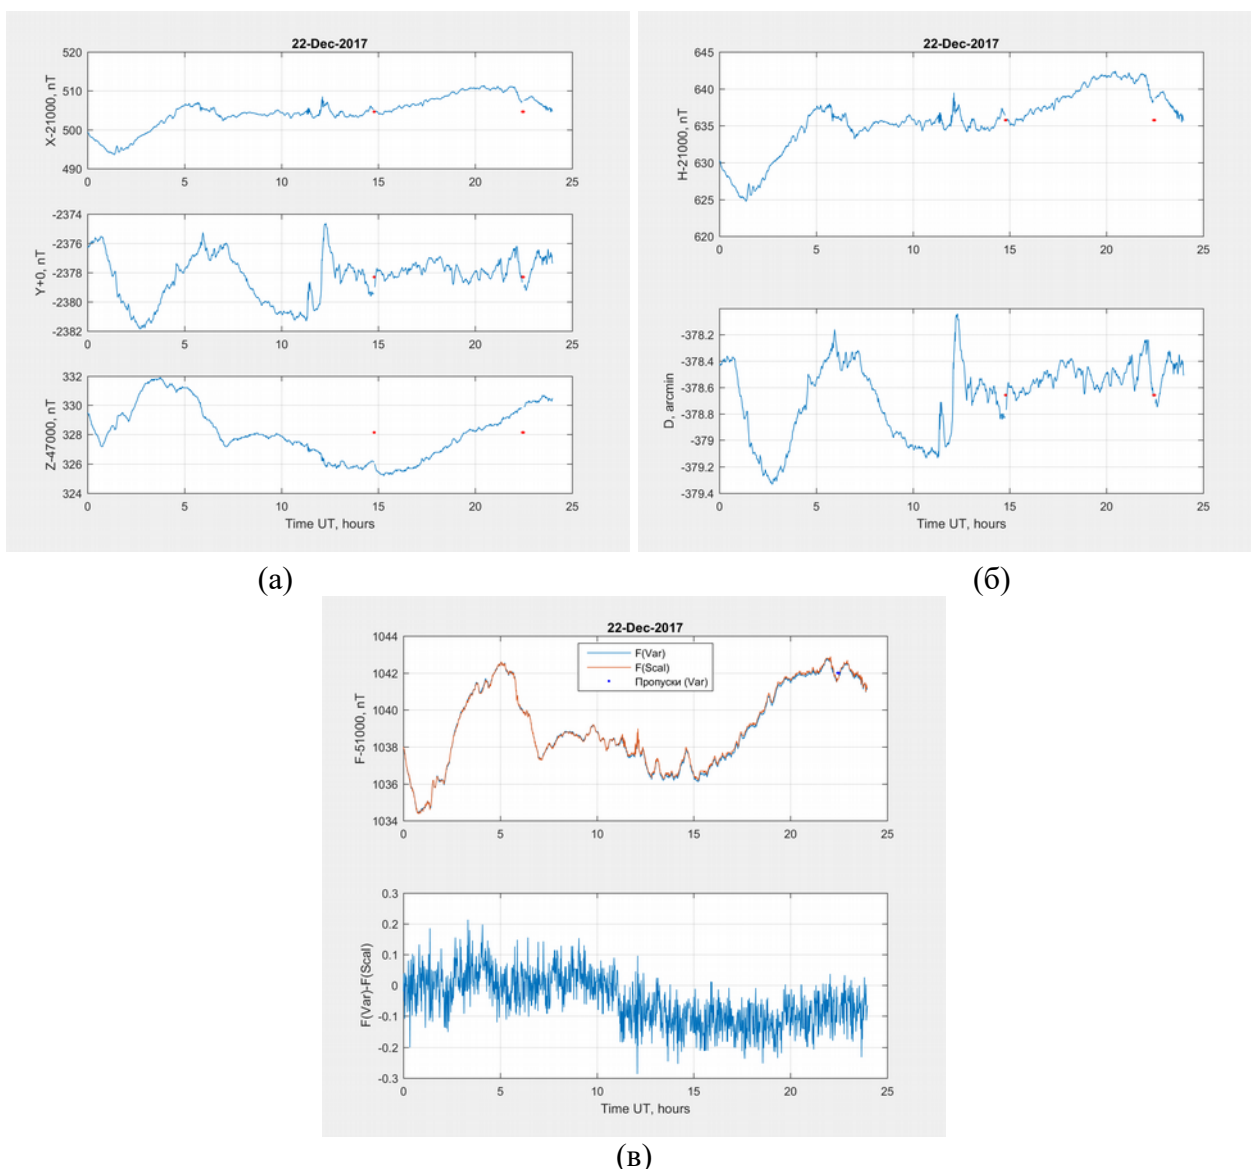 22-Dec-2017
520
510
500
490
X-21000, nT
0 5 10 15 20 25
-2374
-2376
-2378
-2380
-2382
Y+0, nT
0 5 10 15 20 25
332
330
328
326
324
Z-47000, nT
0 5 10 15 20 25
Time UT, hours
(а)
22-Dec-2017
645
640
635
630
625
620
H-21000, nT
0 5 10 15 20 25
-378.2
-378.4
-378.6
-378.8
-379
-379.2
-379.4
D, arcmin
0 5 10 15 20 25
Time UT, hours
(б)
22-Dec-2017
1044
1042
1040
1038
1036
1034
F-51000, nT
F(Var)
F(Scal)
Пропуски (Var)
0 5 10 15 20 25
0.3
0.2
0.1
0
-0.1
-0.2
-0.3
F(Var)-F(Scal)
0 5 10 15 20 25
Time UT, hours
(в)